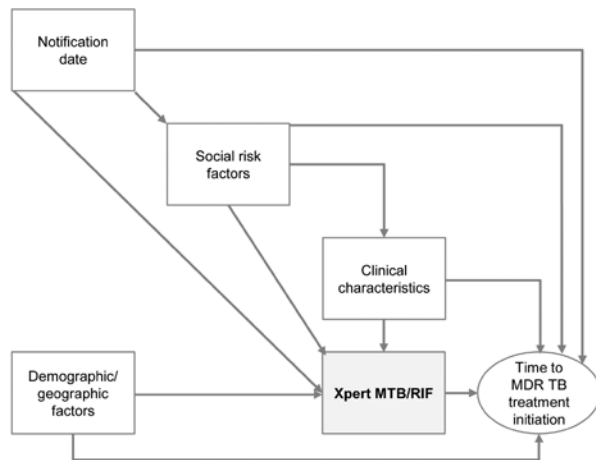 Notification
date
Social risk
factors
Clinical
characteristics
Demographic/
geographic factors
Xpert MTB/RIF
Time to
MDR TB
treatment
initiation